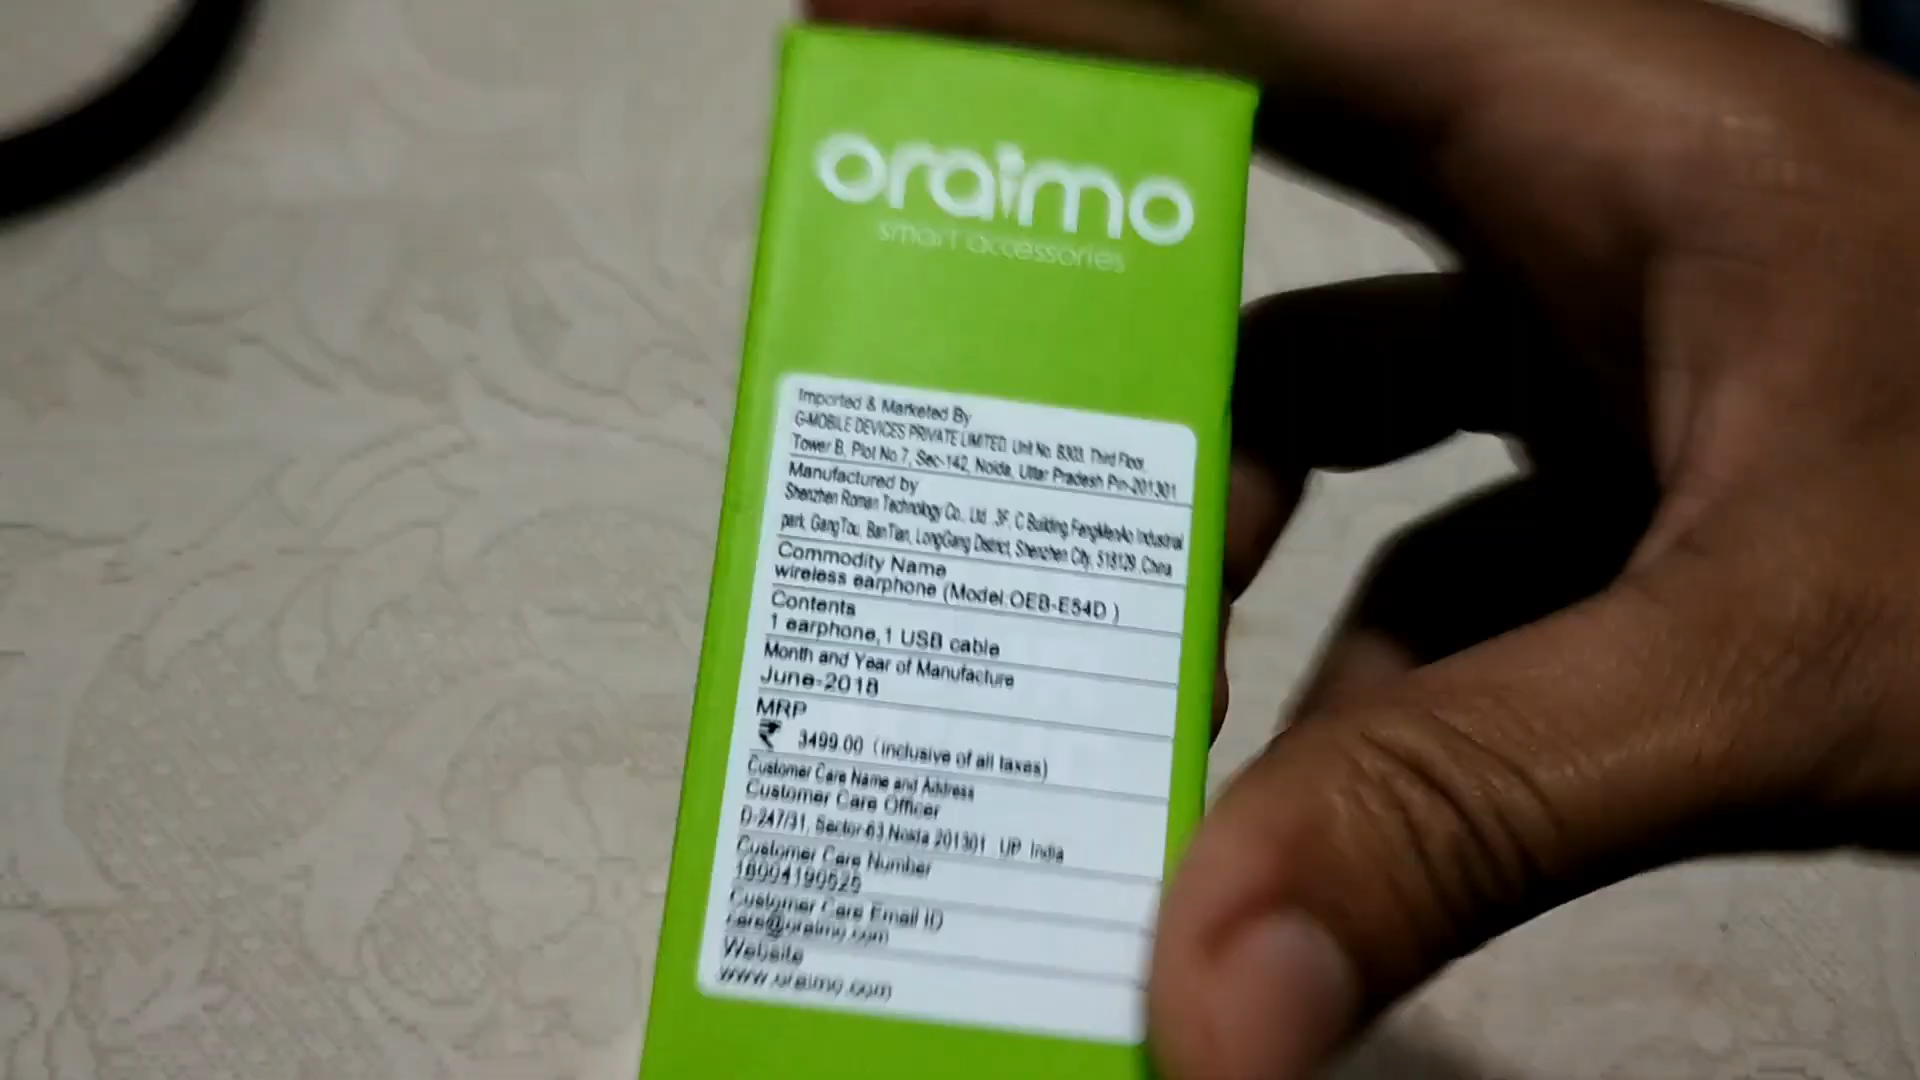 oraimo
smart accessories
Imported & Marketed By
G-MOBILE DEVICES PRIVATE LIMITED. Unit No. B303, Third Floor,
Tower B, Plot No 7, Sec-142, Noida, Uttar Pradesh Pin-201301
Manufactured by
Shenzhen Roman Technology Co., Ltd .3F, C Building FengMenAo Industrial
park, GangTou, BanTian, LongGang District, Shenzhen City, 518129, China
Commodity Name
wireless earphone (Model:OEB-E54D )
Contents
1 earphone, 1 USB cable
Month and Year of Manufacture
June-2018
MRP
₹ 3499.00 (inclusive of all taxes)
Customer Care Name and Address
Customer Care Officer
D-247/31, Sector-63 Noida 201301 UP India
Customer Care Number
18004190525
Customer Care Email ID
care@oraimo.com
Website
www.oraimo.com